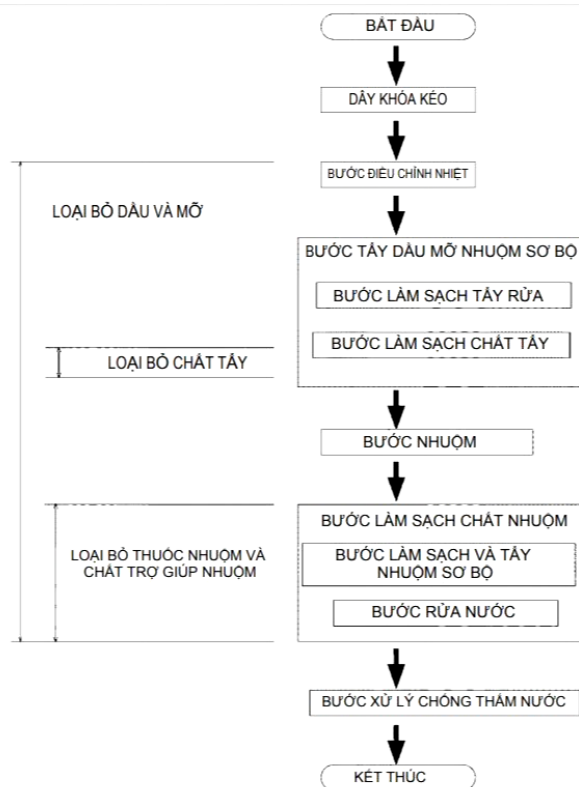 BẮT ĐẦU
DÂY KHÓA KÉO
BƯỚC ĐIỀU CHỈNH NHIỆT
LOẠI BỎ DẦU VÀ MỠ
BƯỚC TẨY DẦU MỠ NHUỘM SƠ BỘ
BƯỚC LÀM SẠCH TẨY RỬA
BƯỚC LÀM SẠCH CHẤT TẨY
LOẠI BỎ CHẤT TẨY
BƯỚC NHUỘM
BƯỚC LÀM SẠCH CHẤT NHUỘM
LOẠI BỎ THUỐC NHUỘM VÀ
CHẤT TRỢ GIÚP NHUỘM
BƯỚC LÀM SẠCH VÀ TẨY
NHUỘM SƠ BỘ
BƯỚC RỬA NƯỚC
BƯỚC XỬ LÝ CHỐNG THẤM NƯỚC
KẾT THÚC